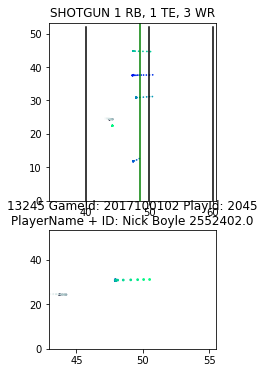 SHOTGUN 1 RB, 1 TE, 3 WR
50
40
30
20
10
0
40 50 60
13245 GameId: 2017100102 PlayId: 2045
PlayerName + ID: Nick Boyle 2552402.0
40
20
0
45 50 55